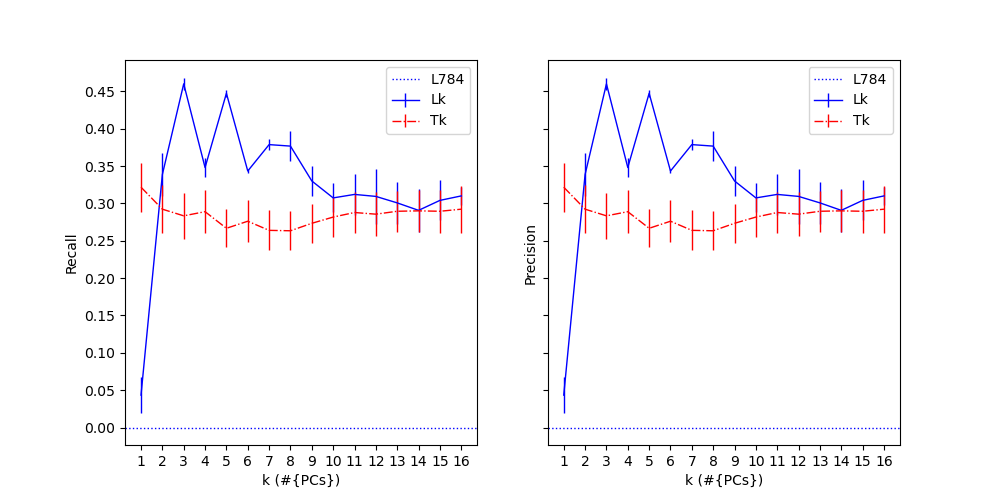 L784
Lk
Tk
Recall
0.45
0.40
0.35
0.30
0.25
0.20
0.15
0.10
0.05
0.00
1 2 3 4 5 6 7 8 9 10 11 12 13 14 15 16
k (#{PCs})
L784
Lk
Tk
Precision
1 2 3 4 5 6 7 8 9 10 11 12 13 14 15 16
k (#{PCs})